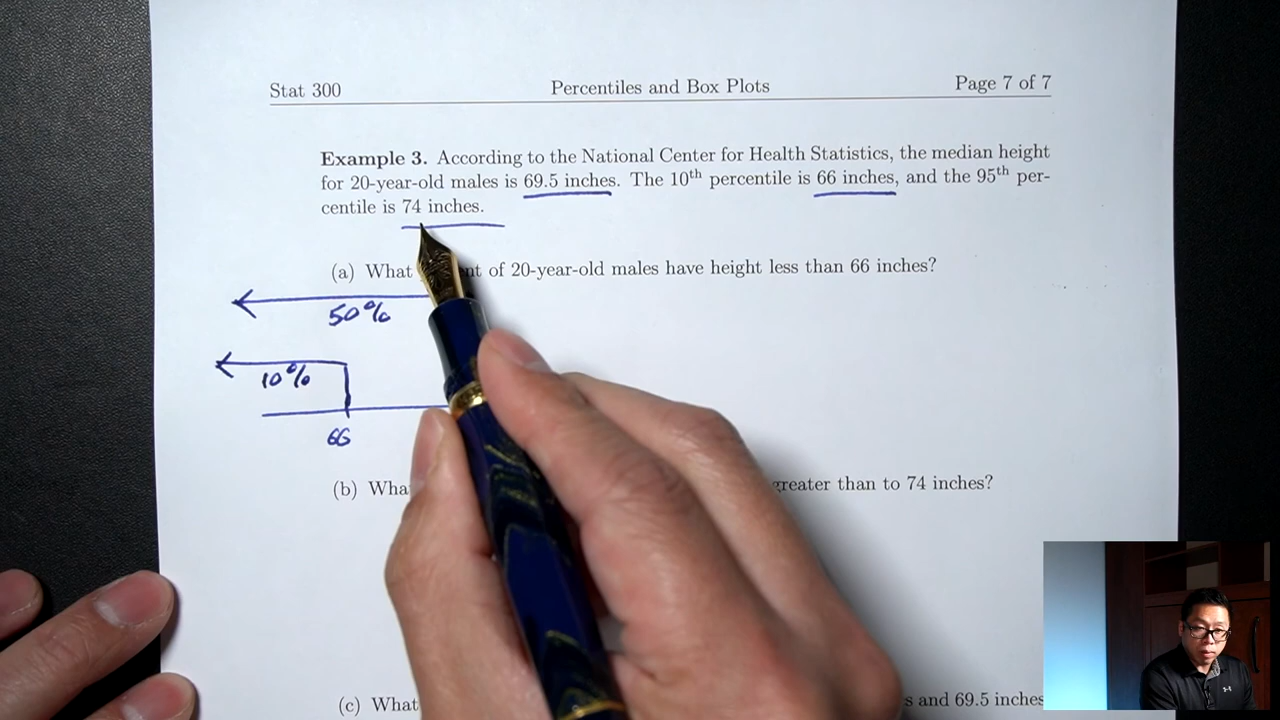 Stat 300 Percentiles and Box Plots Page 7 of 7
Example 3. According to the National Center for Health Statistics, the median height
for 20-year-old males is 69.5 inches. The 10th percentile is 66 inches, and the 95th per-
centile is 74 inches.
(a) What of 20-year-old males have height less than 66 inches?
50%
10%
66
(b) greater than to 74 inches?
(c) What and 69.5 inches